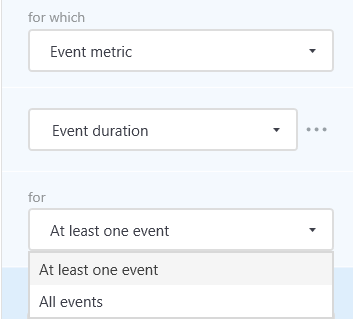 for which
Event metric
Event duration
for
At least one event
At least one event
All events